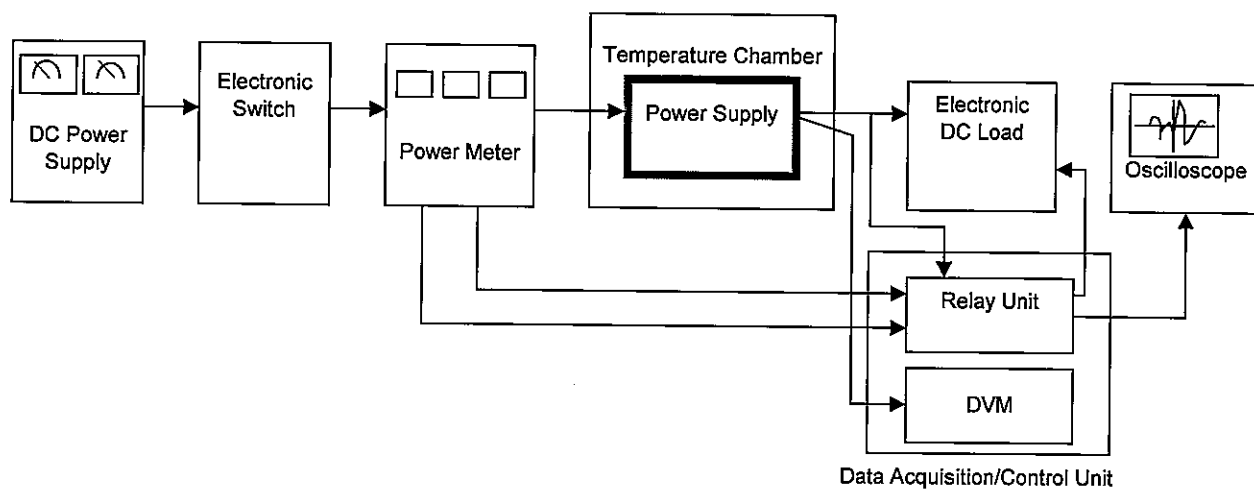 DC Power
Supply
Electronic
Switch
Power Meter
Temperature Chamber
Power Supply
Electronic
DC Load
Oscilloscope
Relay Unit
DVM
Data Acquisition/Control Unit